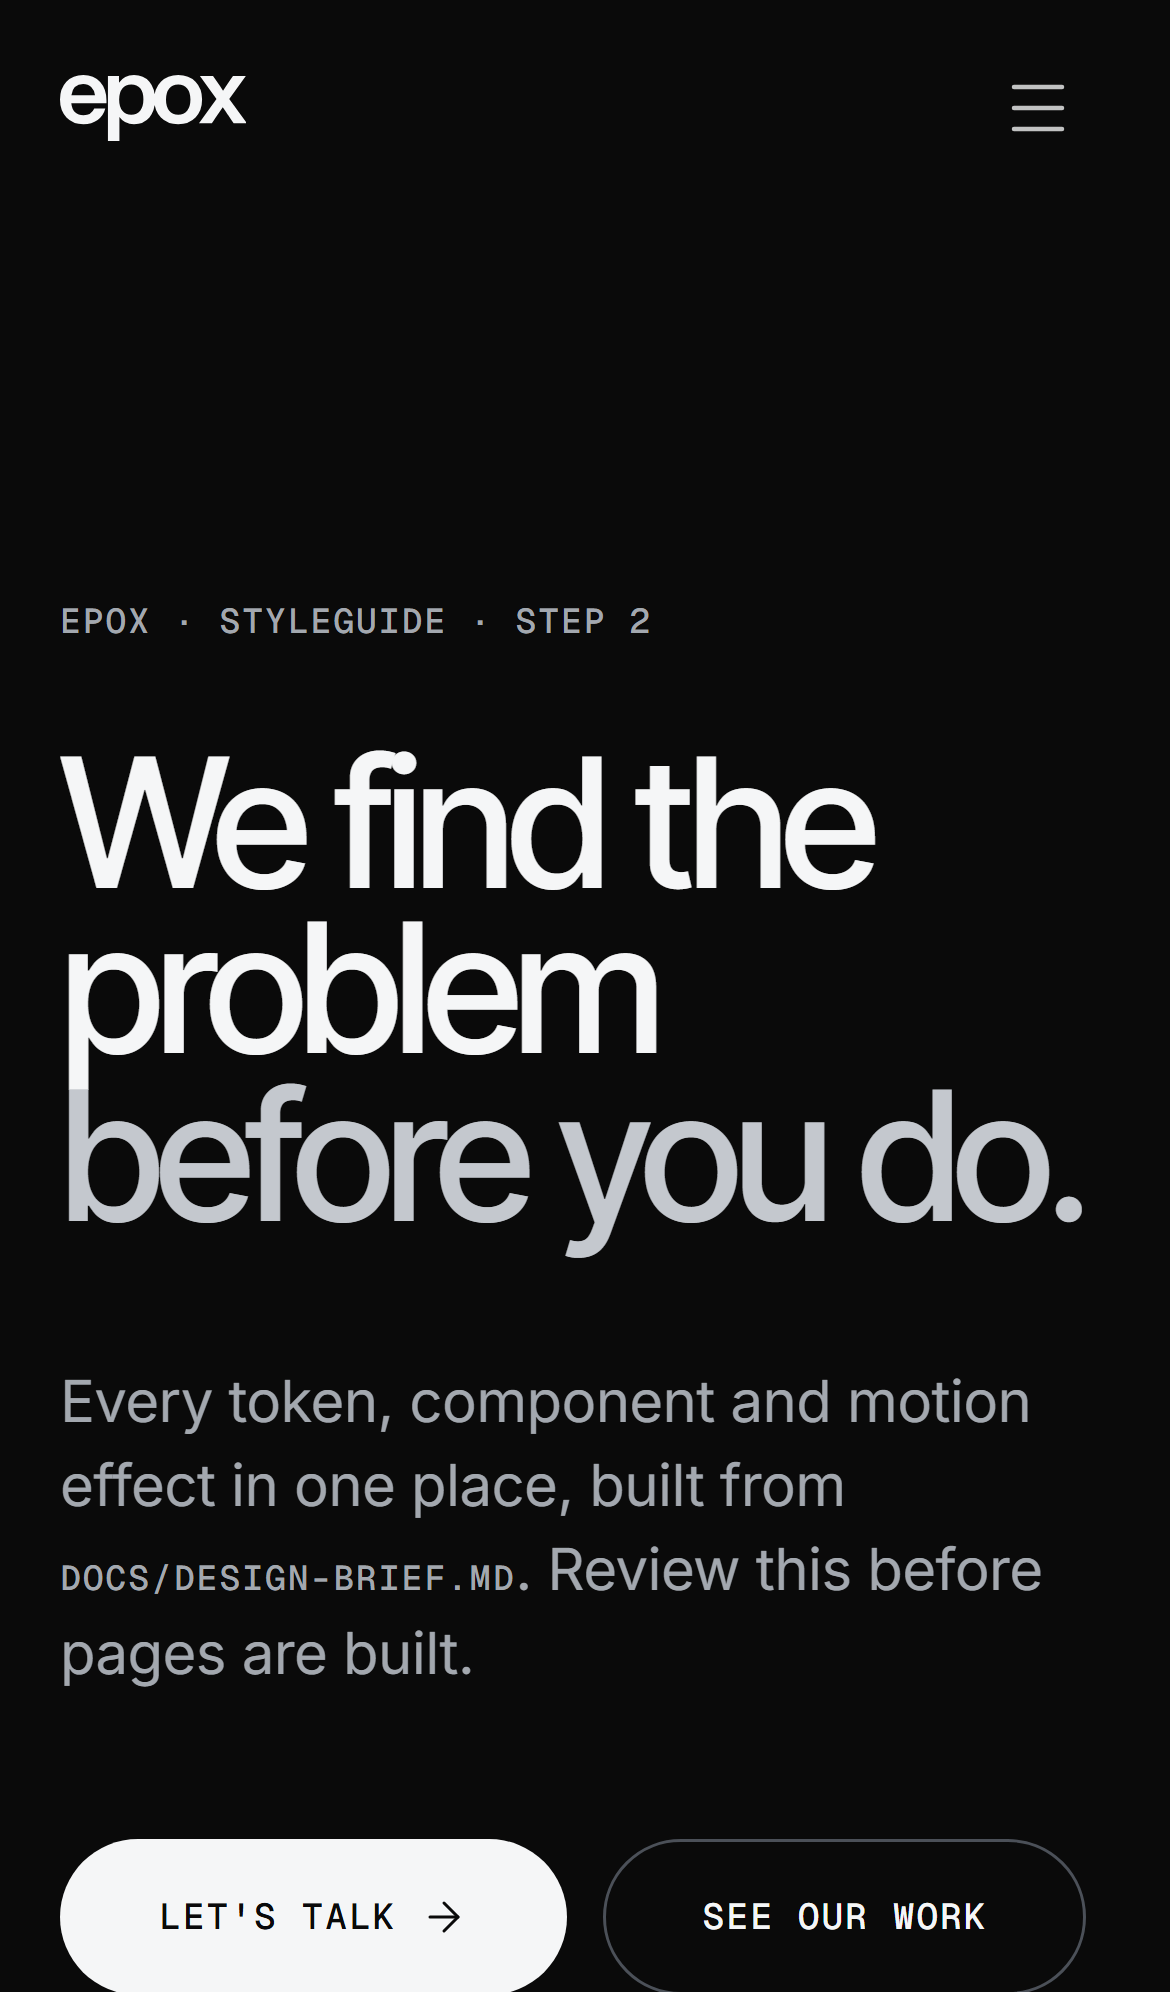 epox
EPOX · STYLEGUIDE · STEP 2
We find the
problem
before you do.
Every token, component and motion
effect in one place, built from
DOCS/DESIGN-BRIEF.MD. Review this before
pages are built.
LET'S TALK →
SEE OUR WORK